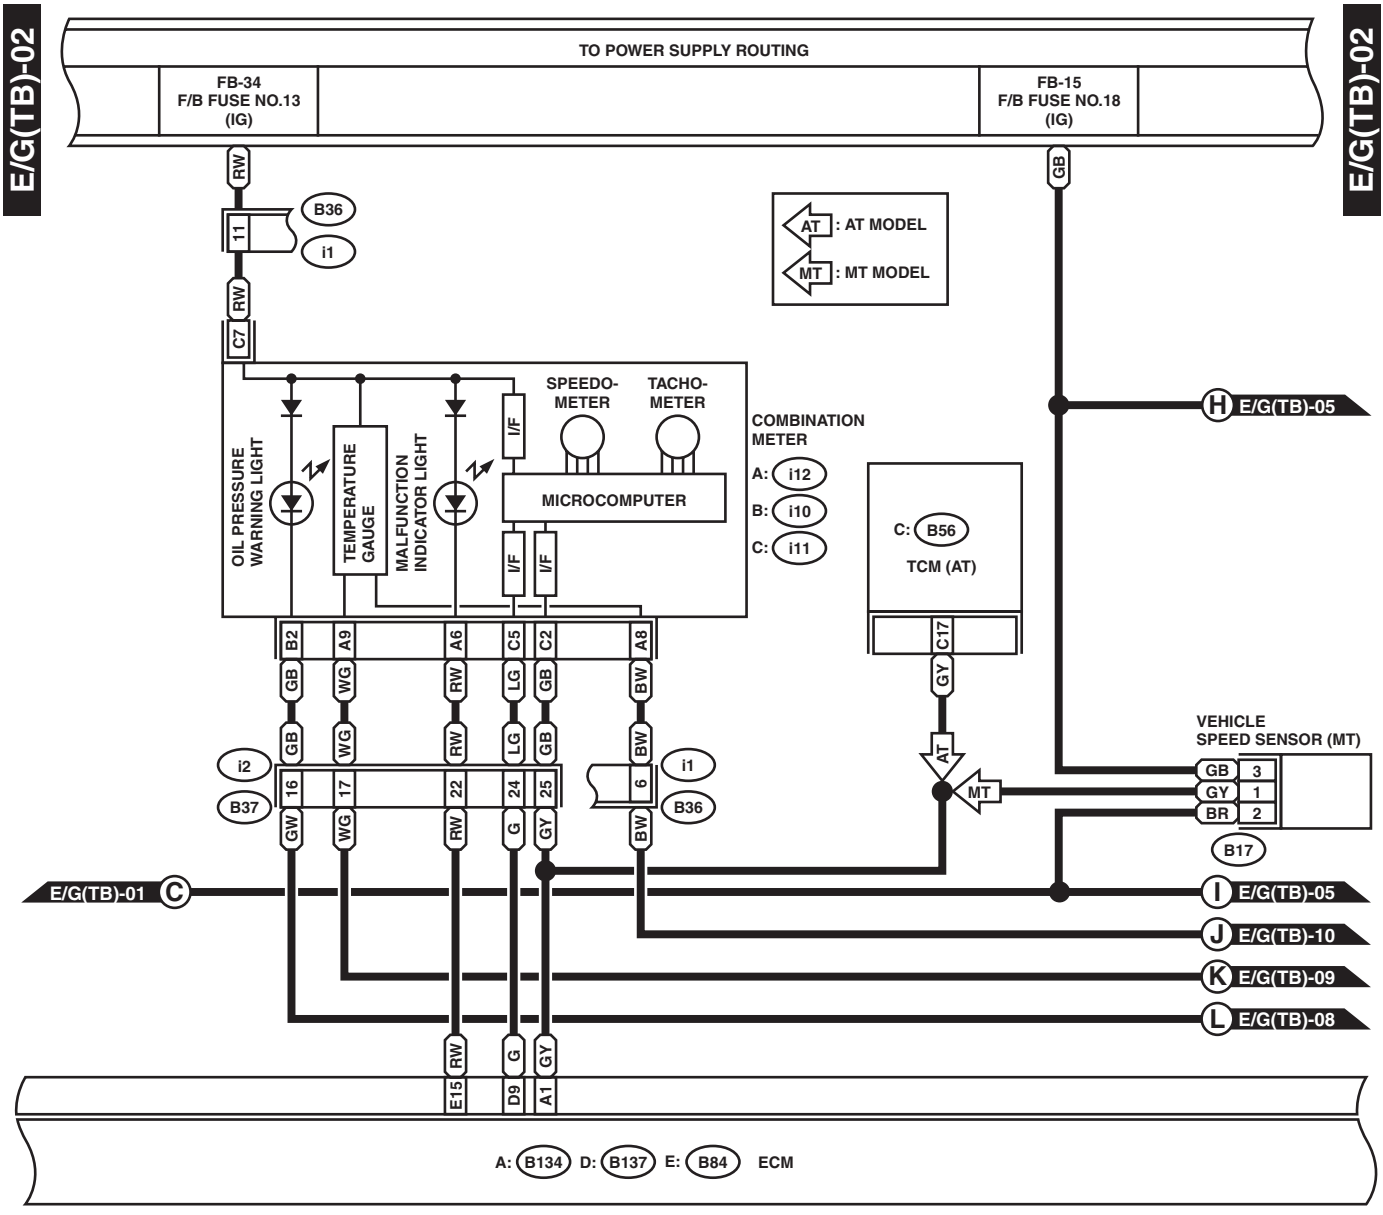 E/G(TB)-02
E/G(TB)-02
TO POWER SUPPLY ROUTING
FB-34
F/B FUSE NO.13
(IG)
FB-15
F/B FUSE NO.18
(IG)
RW
GB
11
B36
i1
RW
C7
AT : AT MODEL
MT : MT MODEL
H E/G(TB)-05
OIL PRESSURE
WARNING LIGHT
TEMPERATURE
GAUGE
MALFUNCTION
INDICATOR LIGHT
I/F
SPEEDO-
METER
TACHO-
METER
MICROCOMPUTER
I/F
I/F
COMBINATION
METER
A: i12
B: i10
C: i11
C: B56
TCM (AT)
C17
GY
AT
MT
B2
A9
A6
C5
C2
A8
GB
WG
RW
LG
GB
BW
GB
WG
RW
LG
GB
BW
i2
B37
16
17
22
24
25
6
i1
B36
GW
WG
RW
G
GY
BW
VEHICLE
SPEED SENSOR (MT)
GB 3
GY 1
BR 2
B17
E/G(TB)-01 C
I E/G(TB)-05
J E/G(TB)-10
K E/G(TB)-09
L E/G(TB)-08
RW
G
GY
E15
D9
A1
A: B134 D: B137 E: B84 ECM